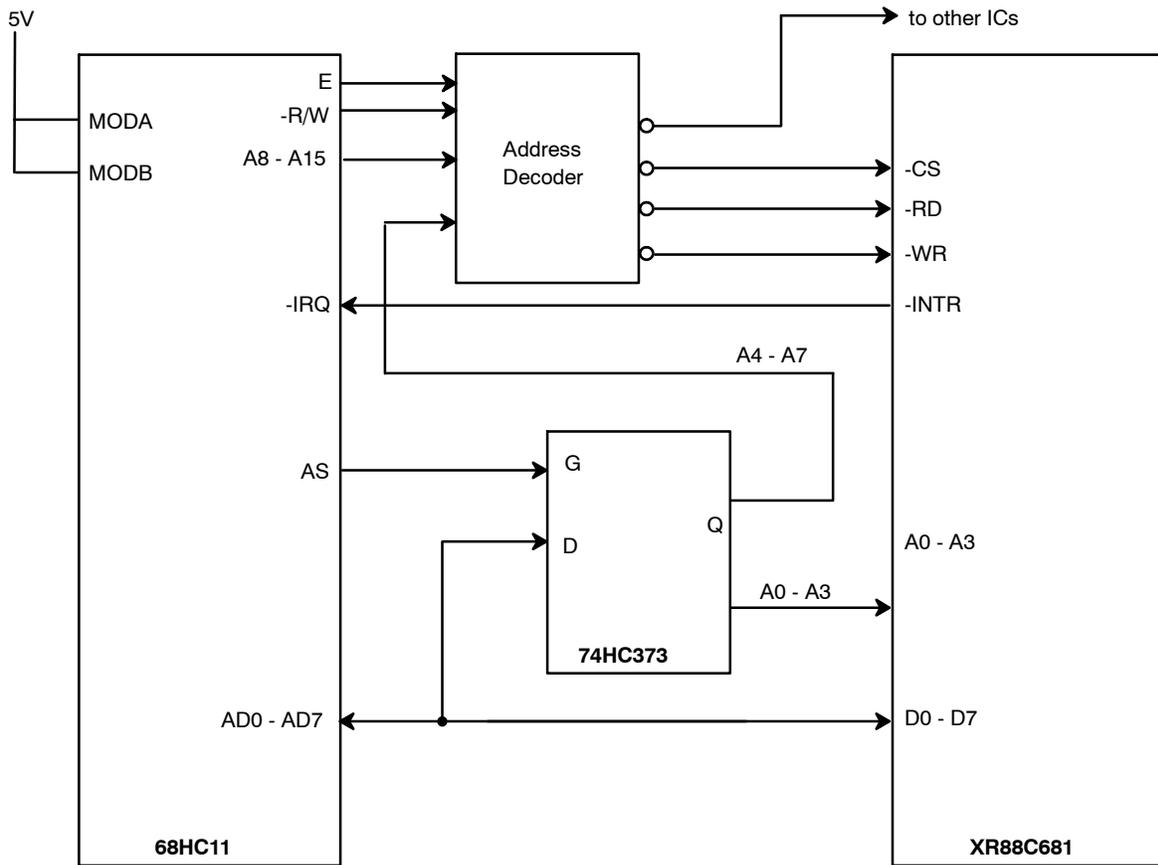 5V
to other ICs
E
-R/W
MODA
A8 - A15
MODB
Address
Decoder
-CS
-RD
-WR
-IRQ
-INTR
A4 - A7
AS
G
Q
D
A0 - A3
A0 - A3
74HC373
AD0 - AD7
D0 - D7
68HC11
XR88C681